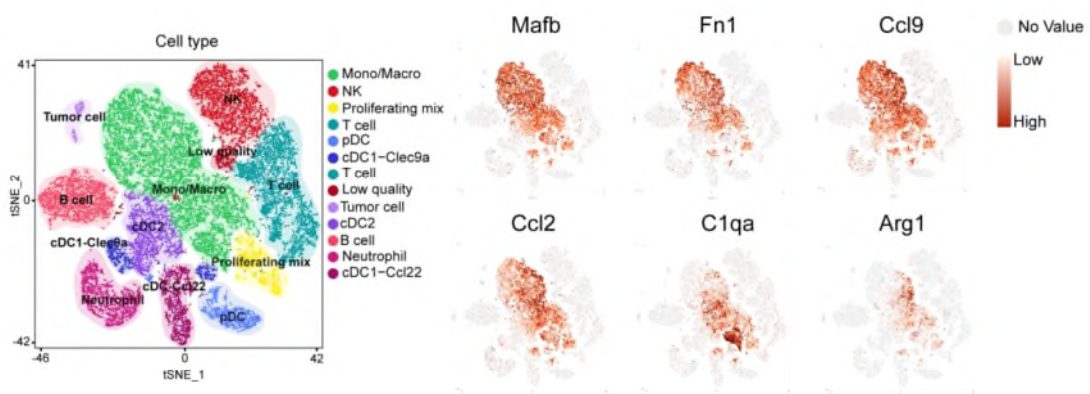 Cell type
41
0
-42
tSNE_2
-46
0
42
tSNE_1
Tumor cell
NK
Low quality
T cell
Mono/Macro
B cell
cDC2
cDC1-Clec9a
Proliferating mix
cDC-Ccl22
Neutrophil
pDC
Mono/Macro
NK
Proliferating mix
T cell
pDC
cDC1-Clec9a
T cell
Low quality
Tumor cell
cDC2
B cell
Neutrophil
cDC1-Ccl22
Mafb
Fn1
Ccl9
Ccl2
C1qa
Arg1
No Value
Low
High